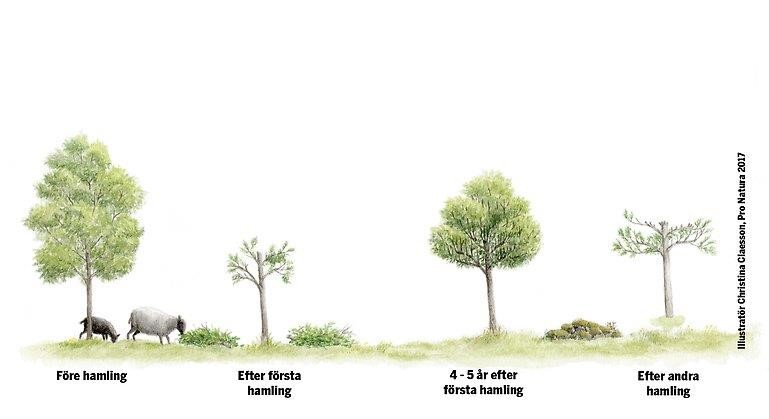 Före hamling
Efter första
hamling
4 - 5 år efter
första hamling
Efter andra
hamling
Illustratör Christina Claesson, Pro Natura 2017